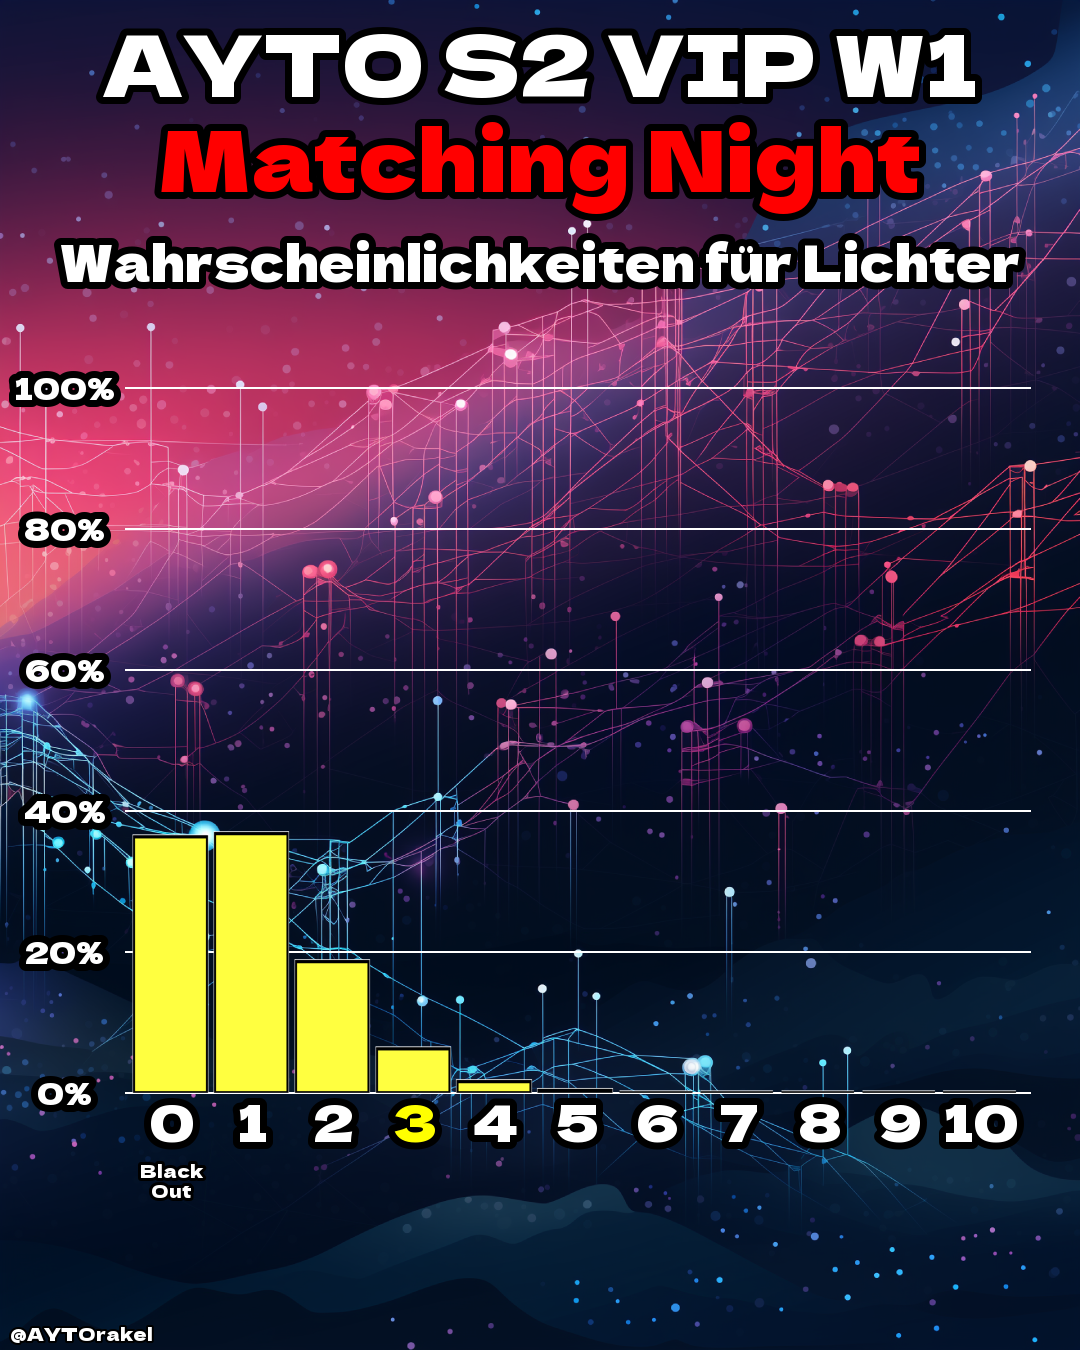 AYTO S2 VIP W1
Matching Night
Wahrscheinlichkeiten für Lichter
100%
80%
60%
40%
20%
0%
0 1 2 3 4 5 6 7 8 9 10
Black
Out
@AYTOrakel